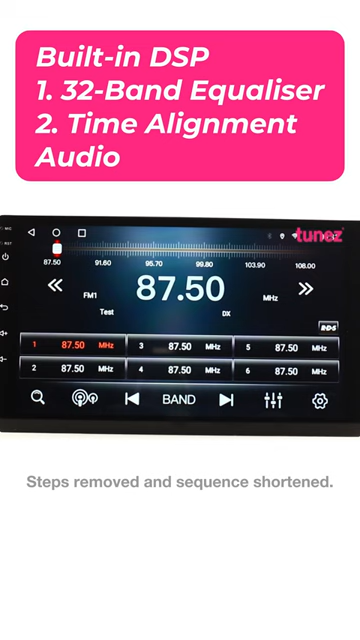 Built-in DSP
1. 32-Band Equaliser
2. Time Alignment
Audio
MIC
RST
tunez
87.50 91.60 95.70 99.80 103.90 108.00
FM1 87.50 MHz
Test DX
RDS
1 87.50 MHz 3 87.50 MHz 5 87.50 MHz
2 87.50 MHz 4 87.50 MHz 6 87.50 MHz
BAND
Steps removed and sequence shortened.